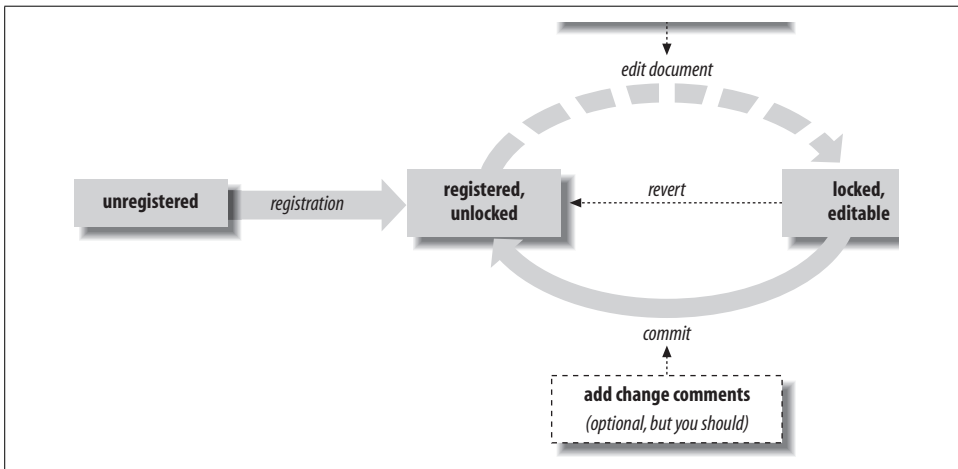 edit document
unregistered
registration
registered,
unlocked
revert
locked,
editable
commit
add change comments
(optional, but you should)